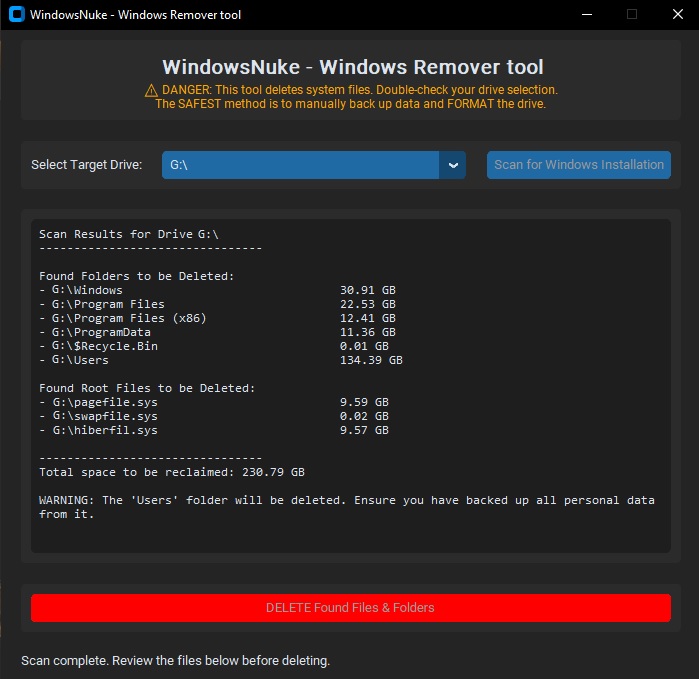 WindowsNuke - Windows Remover tool
WindowsNuke - Windows Remover tool
⚠ DANGER: This tool deletes system files. Double-check your drive selection.
The SAFEST method is to manually back up data and FORMAT the drive.
Select Target Drive: G:\ Scan for Windows Installation
Scan Results for Drive G:\
--------------------------------
Found Folders to be Deleted:
- G:\Windows 30.91 GB
- G:\Program Files 22.53 GB
- G:\Program Files (x86) 12.41 GB
- G:\ProgramData 11.36 GB
- G:\$Recycle.Bin 0.01 GB
- G:\Users 134.39 GB
Found Root Files to be Deleted:
- G:\pagefile.sys 9.59 GB
- G:\swapfile.sys 0.02 GB
- G:\hiberfil.sys 9.57 GB
--------------------------------
Total space to be reclaimed: 230.79 GB
WARNING: The 'Users' folder will be deleted. Ensure you have backed up all personal data
from it.
DELETE Found Files & Folders
Scan complete. Review the files below before deleting.